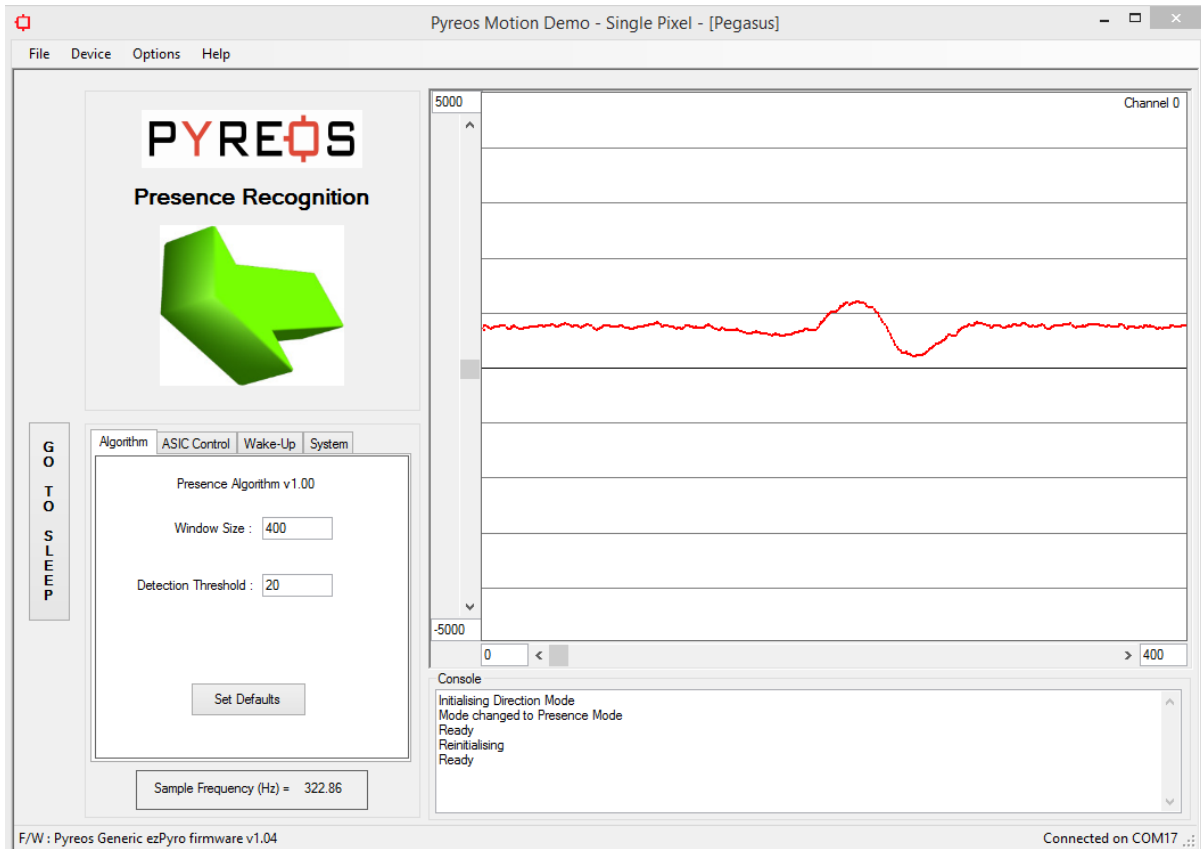 Pyreos Motion Demo - Single Pixel - [Pegasus]
File Device Options Help
PYREOS
Presence Recognition
GO TO SLEEP
Algorithm ASIC Control Wake-Up System
Presence Algorithm v1.00
Window Size : 400
Detection Threshold : 20
Set Defaults
Sample Frequency (Hz) = 322.86
5000
Channel 0
-5000
0 < > 400
Console
Initialising Direction Mode
Mode changed to Presence Mode
Ready
Reinitialising
Ready
F/W : Pyreos Generic ezPyro firmware v1.04
Connected on COM17